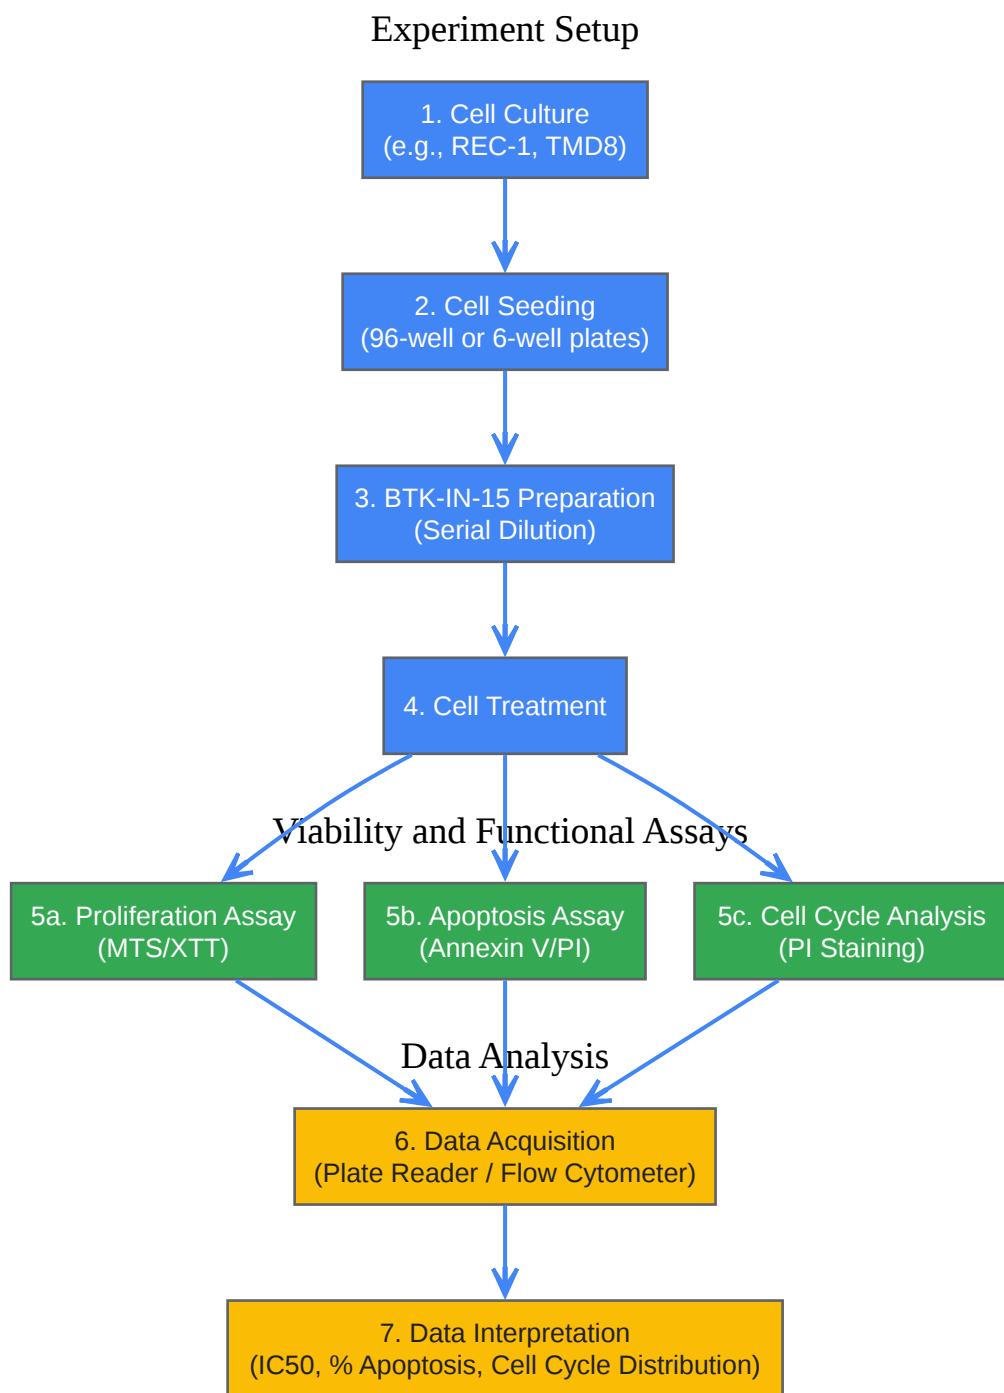 Experiment Setup
1. Cell Culture
(e.g., REC-1, TMD8)
2. Cell Seeding
(96-well or 6-well plates)
3. BTK-IN-15 Preparation
(Serial Dilution)
4. Cell Treatment
Viability and Functional Assays
5a. Proliferation Assay
(MTS/XTT)
5b. Apoptosis Assay
(Annexin V/PI)
5c. Cell Cycle Analysis
(PI Staining)
Data Analysis
6. Data Acquisition
(Plate Reader / Flow Cytometer)
7. Data Interpretation
(IC50, % Apoptosis, Cell Cycle Distribution)